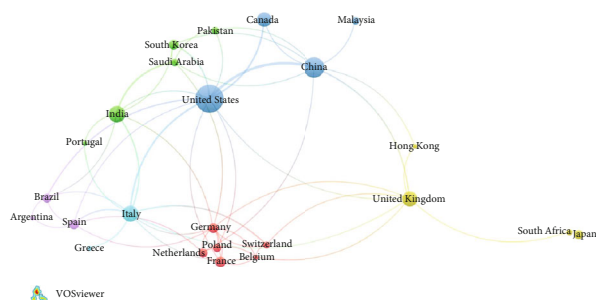 Canada
Malaysia
Pakistan
South Korea
Saudi Arabia
China
United States
India
Portugal
Hong Kong
Brazil
United Kingdom
Argentina
Spain
Italy
Germany
South Africa
Japan
Greece
Poland
Switzerland
Netherlands
Belgium
France
VOSviewer